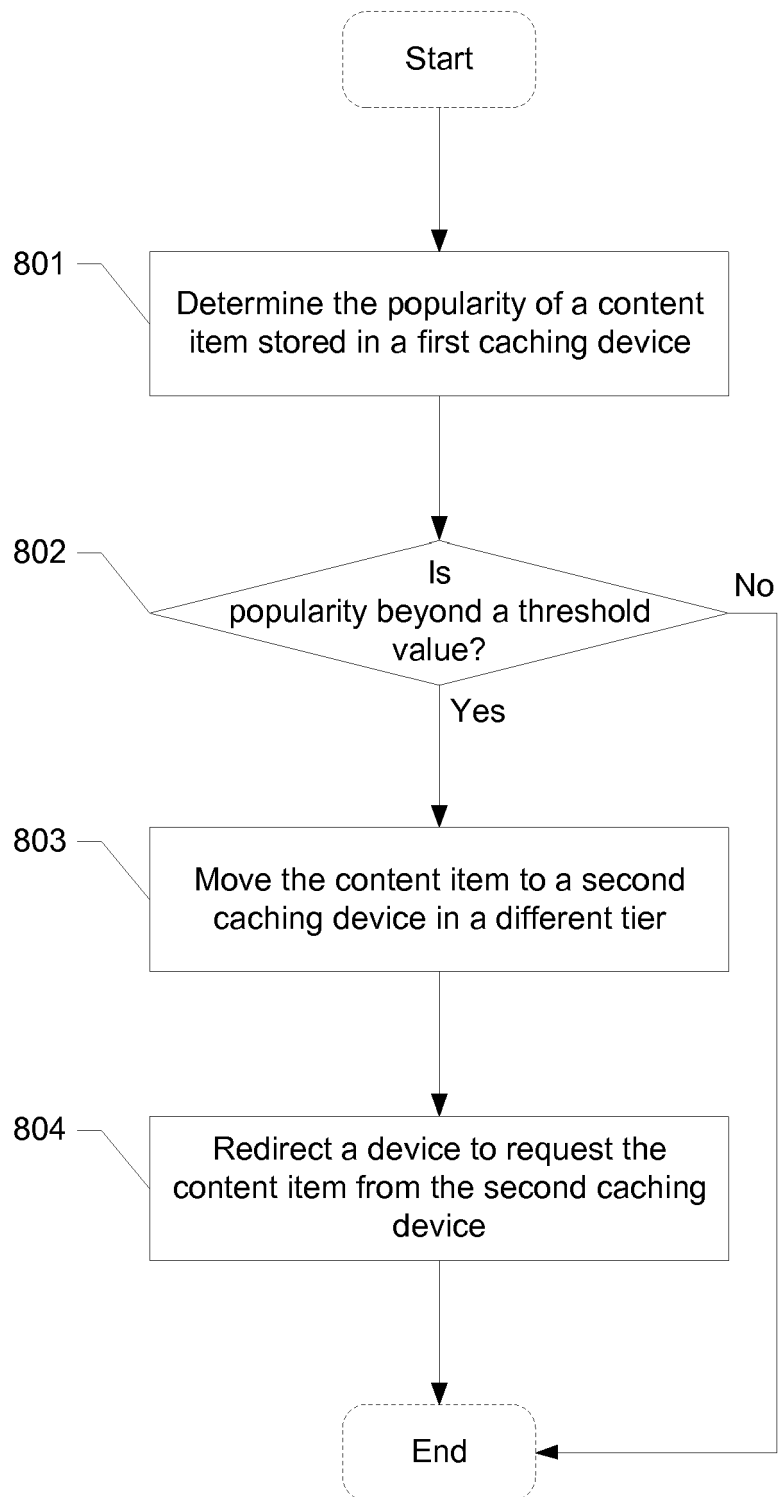 Start
801
Determine the popularity of a content
item stored in a first caching device
802
Is
popularity beyond a threshold
value?
No
Yes
803
Move the content item to a second
caching device in a different tier
804
Redirect a device to request the
content item from the second caching
device
End